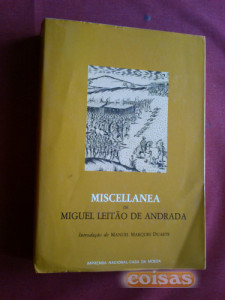 MISCELLANEA
DE
MIGUEL LEITÃO DE ANDRADA
Introdução de MANUEL MARQUES DUARTE
IMPRENSA NACIONAL-CASA DA MOEDA
coisas